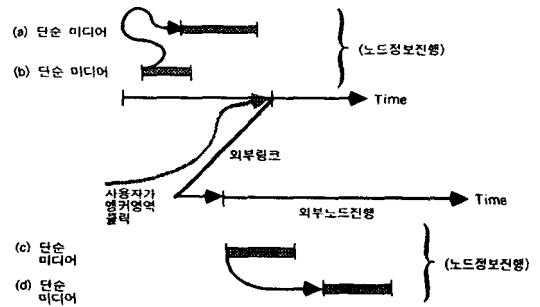 (a) 단순 미디어
(노드정보진행)
(b) 단순 미디어
Time
외부링크
사용자가
앵커영역
클릭
Time
외부노드진행
(c) 단순
미디어
(노드정보진행)
(d) 단순
미디어